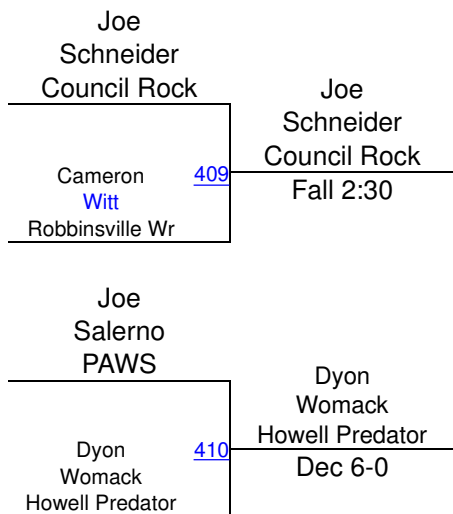 Joe
Schneider
Council Rock
Cameron
Witt
Robbinsville Wr
409
Joe
Schneider
Council Rock
Fall 2:30
Joe
Salerno
PAWS
Dyon
Womack
Howell Predator
410
Dyon
Womack
Howell Predator
Dec 6-0